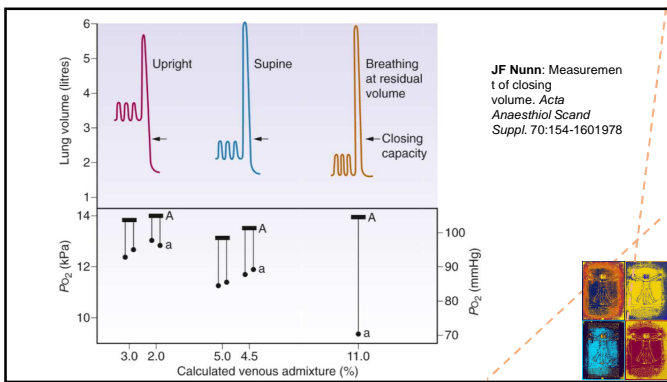 6
5
4
3
2
1
Lung volume (litres)
Upright
Supine
Breathing
at residual
volume
Closing
capacity
14
12
10
PO2 (kPa)
A
a
A
a
A
a
100
90
80
70
PO2 (mmHg)
3.0 2.0 5.0 4.5 11.0
Calculated venous admixture (%)
JF Nunn: Measuremen
t of closing
volume. Acta
Anaesthiol Scand
Suppl. 70:154-1601978